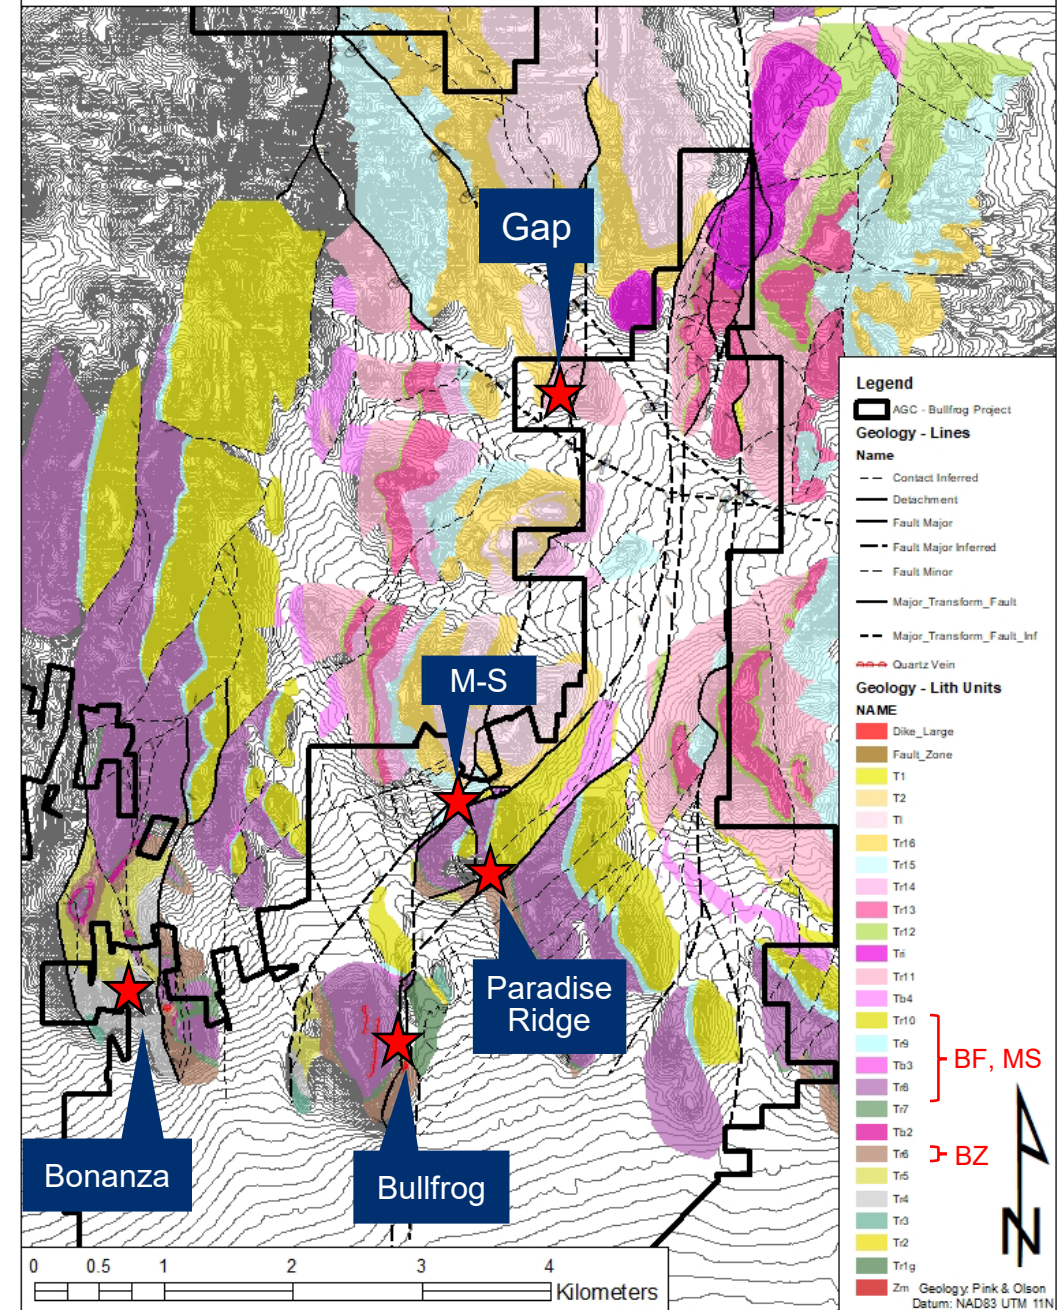 Gap
M-S
Paradise
Ridge
Bonanza
Bullfrog
Legend
AGC - Bullfrog Project
Geology - Lines
Name
Contact Inferred
Detachment
Fault Major
Fault Major Inferred
Fault Minor
Major_Transform_Fault
Major_Transform_Fault_Inf
Quartz Vein
Geology - Lith Units
NAME
Dike_Large
Fault_Zone
T1
T2
Tl
Tr16
Tr15
Tr14
Tr13
Tr12
Tri
Tr11
Tb4
Tr10
Tr9
Tb3
Tr8
Tr7
Tb2
Tr6
Tr5
Tr4
Tr3
Tr2
Tr1g
Zm
BF, MS
BZ
N
Geology: Pink & Olson
Datum: NAD83 UTM 11N
0 0.5 1 2 3 4
Kilometers